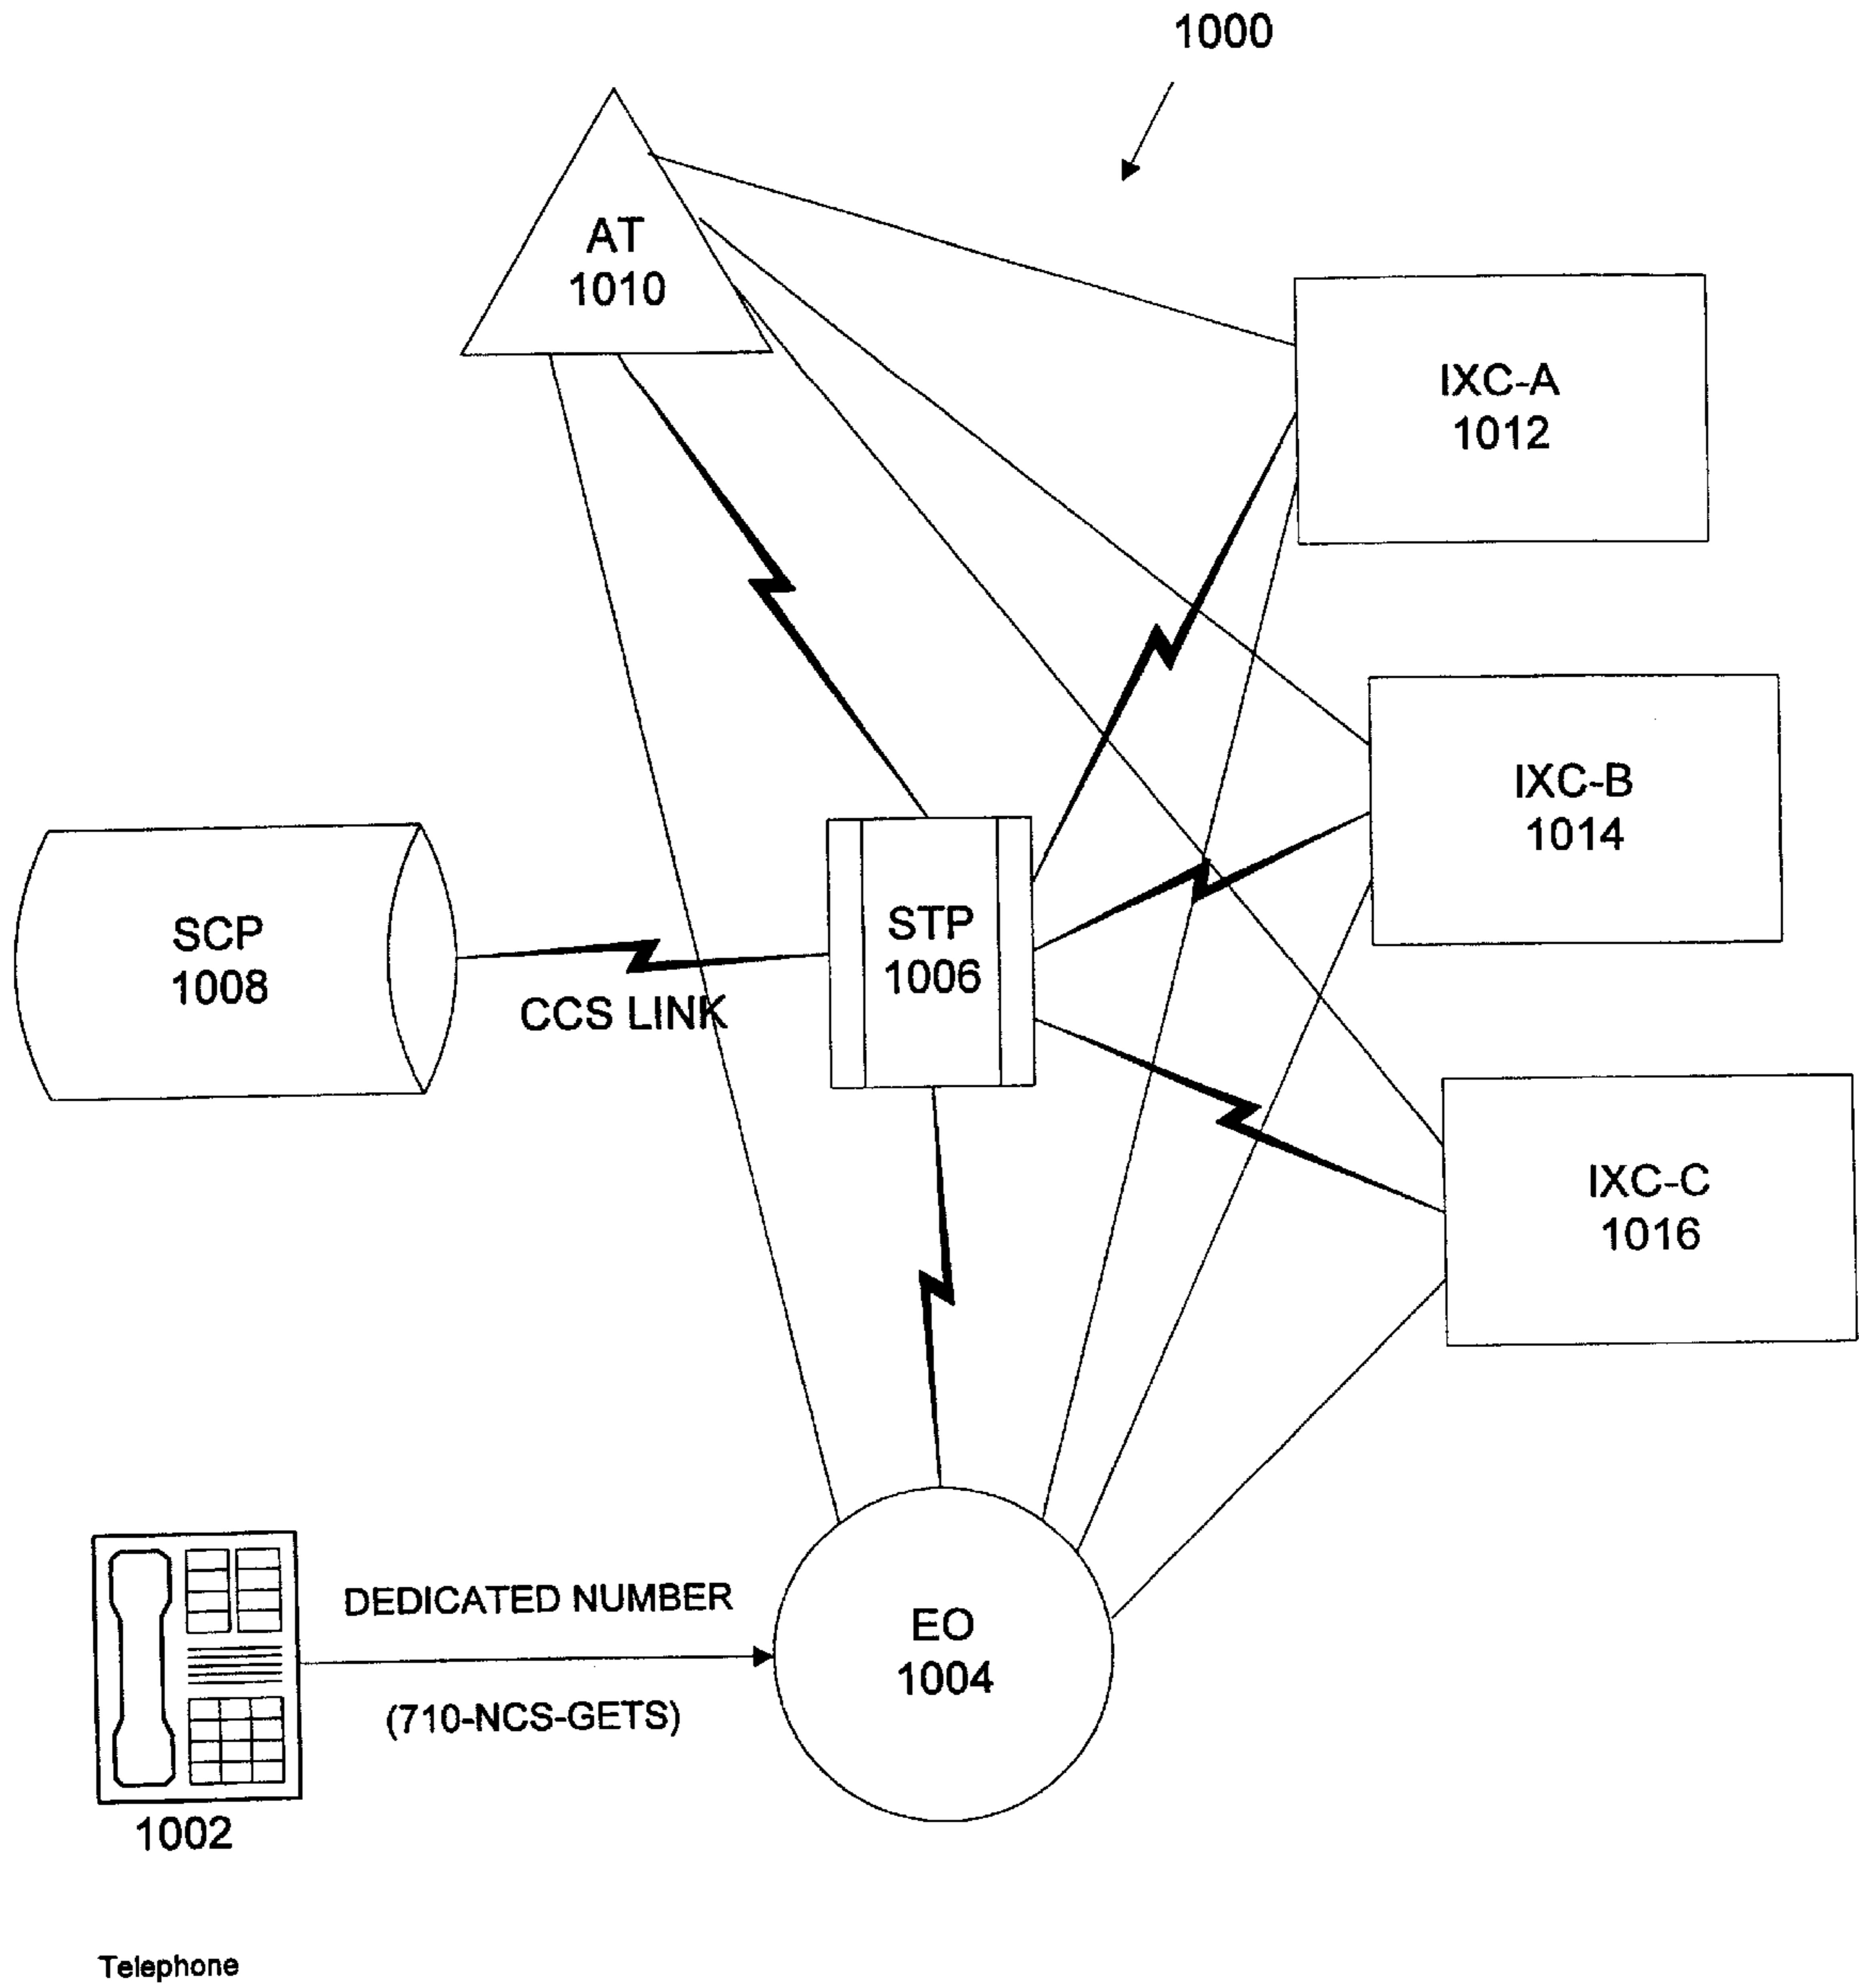 1000
AT
1010
IXC-A
1012
IXC-B
1014
SCP
1008
STP
1006
CCS LINK
IXC-C
1016
DEDICATED NUMBER
EO
1004
(710-NCS-GETS)
1002
Telephone